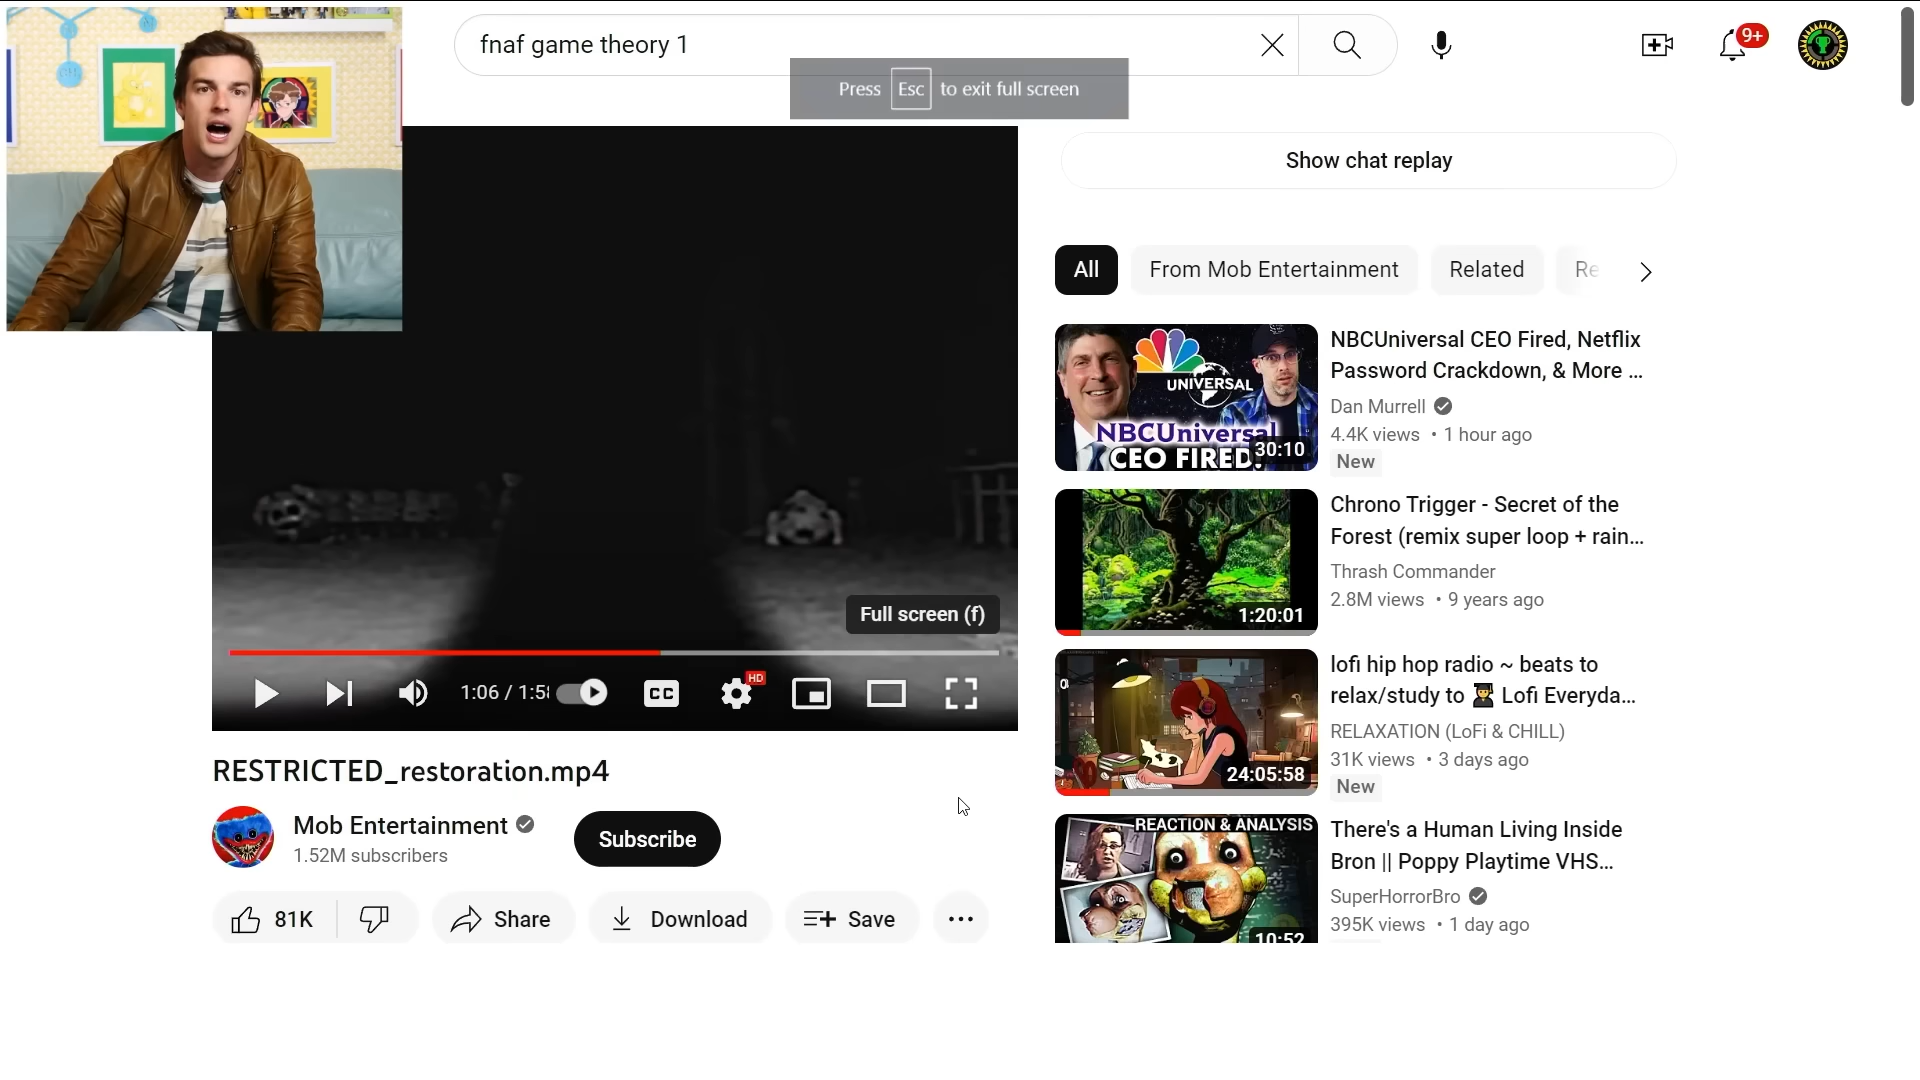 fnaf game theory 1
9+
Press Esc to exit full screen
Show chat replay
All
From Mob Entertainment
Related
Re
Full screen (f)
HD
1:06 / 1:5
CC
RESTRICTED_restoration.mp4
Mob Entertainment
1.52M subscribers
Subscribe
81K
Share
Download
Save
UNIVERSAL
NBCUniversal
CEO FIRED!
30:10
NBCUniversal CEO Fired, Netflix
Password Crackdown, & More ...
Dan Murrell
4.4K views • 1 hour ago
New
1:20:01
Chrono Trigger - Secret of the
Forest (remix super loop + rain...
Thrash Commander
2.8M views • 9 years ago
24:05:58
lofi hip hop radio ~ beats to
relax/study to 👨‍🎓 Lofi Everyda...
RELAXATION (LoFi & CHILL)
31K views • 3 days ago
New
REACTION & ANALYSIS
10:52
There's a Human Living Inside
Bron || Poppy Playtime VHS...
SuperHorrorBro
395K views • 1 day ago